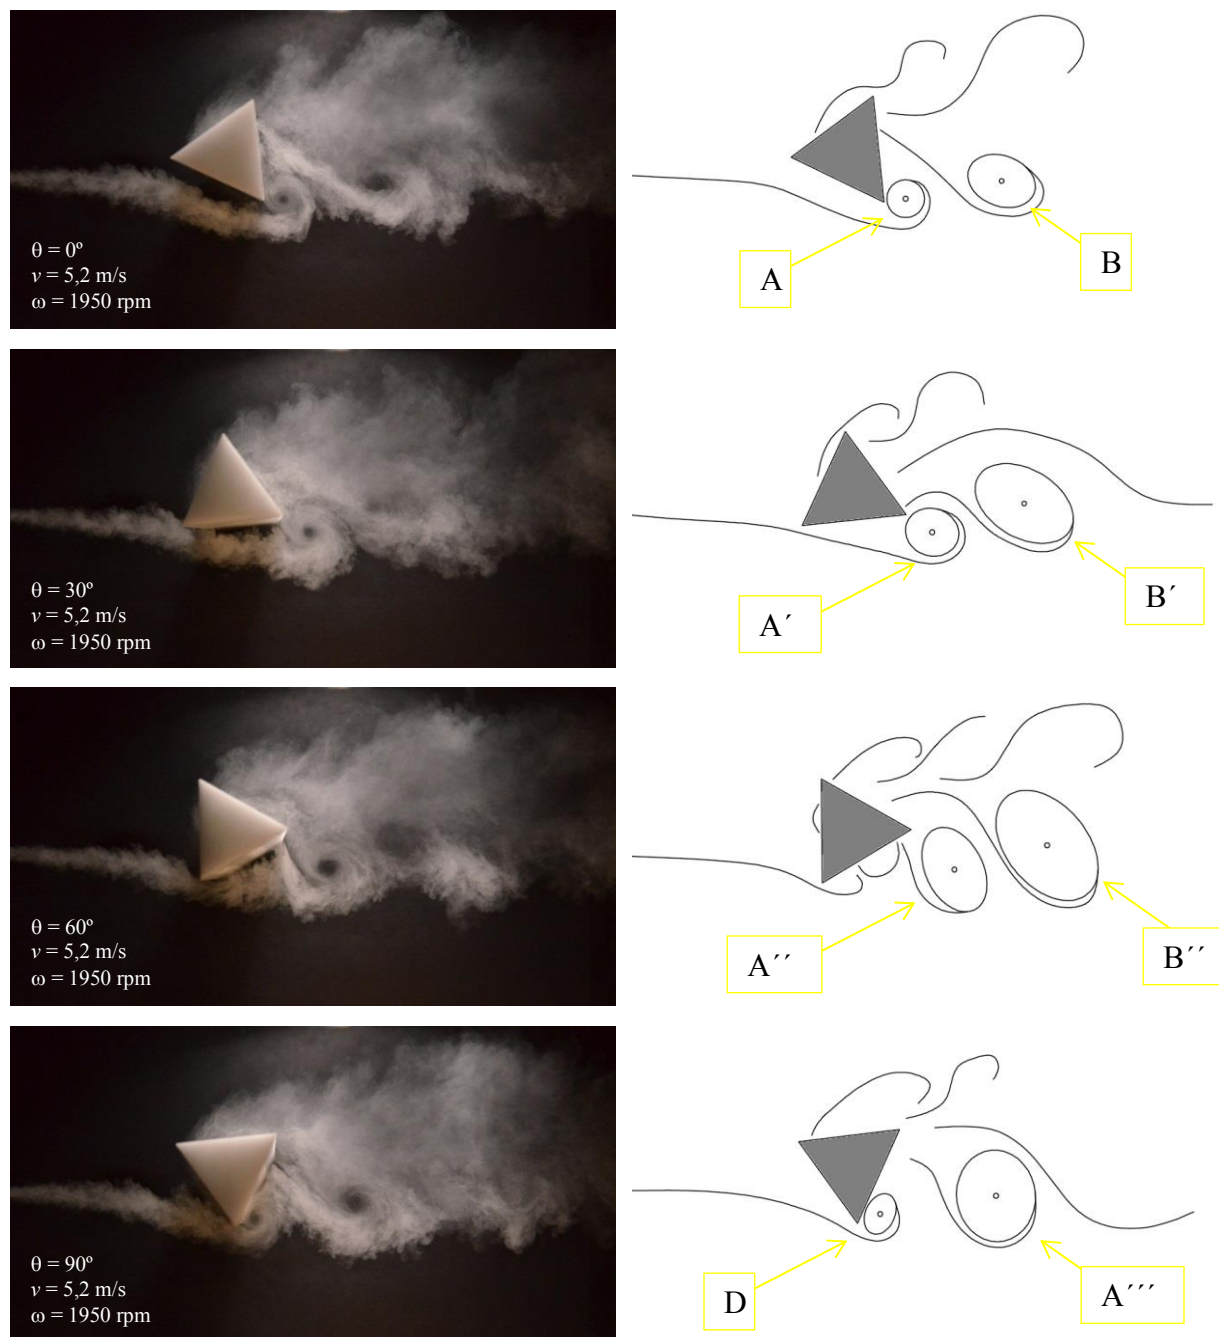 θ = 0º
v = 5,2 m/s
ω = 1950 rpm
A
B
θ = 30º
v = 5,2 m/s
ω = 1950 rpm
A´
B´
θ = 60º
v = 5,2 m/s
ω = 1950 rpm
A´´
B´´
θ = 90º
v = 5,2 m/s
ω = 1950 rpm
D
A´´´